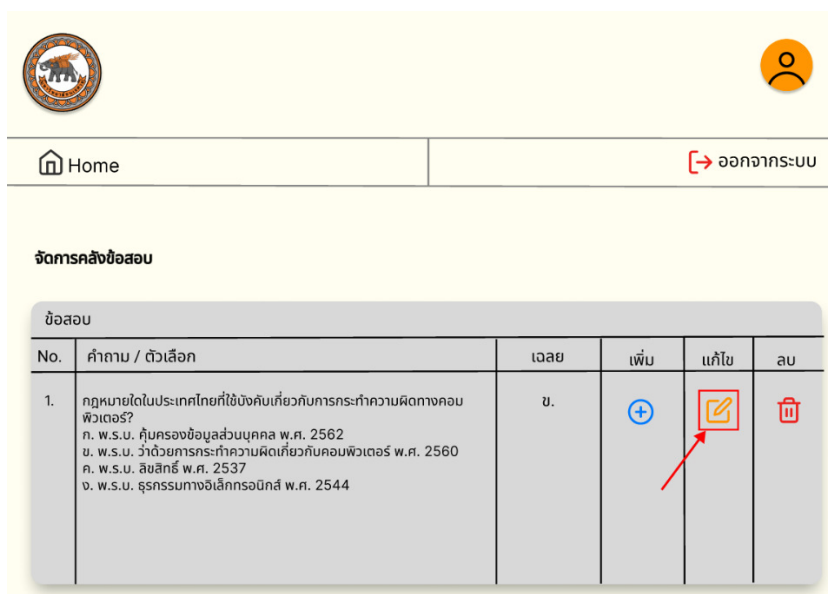 Home
ออกจากระบบ
จัดการคลังข้อสอบ
ข้อสอบ
No. คำถาม / ตัวเลือก เฉลย เพิ่ม แก้ไข ลบ
1. กฎหมายใดในประเทศไทยที่ใช้บังคับเกี่ยวกับการกระทำความผิดทางคอม ข.
พิวเตอร์?
ก. พ.ร.บ. คุ้มครองข้อมูลส่วนบุคคล พ.ศ. 2562
ข. พ.ร.บ. ว่าด้วยการกระทำความผิดเกี่ยวกับคอมพิวเตอร์ พ.ศ. 2560
ค. พ.ร.บ. ลิขสิทธิ์ พ.ศ. 2537
ง. พ.ร.บ. ธุรกรรมทางอิเล็กทรอนิกส์ พ.ศ. 2544